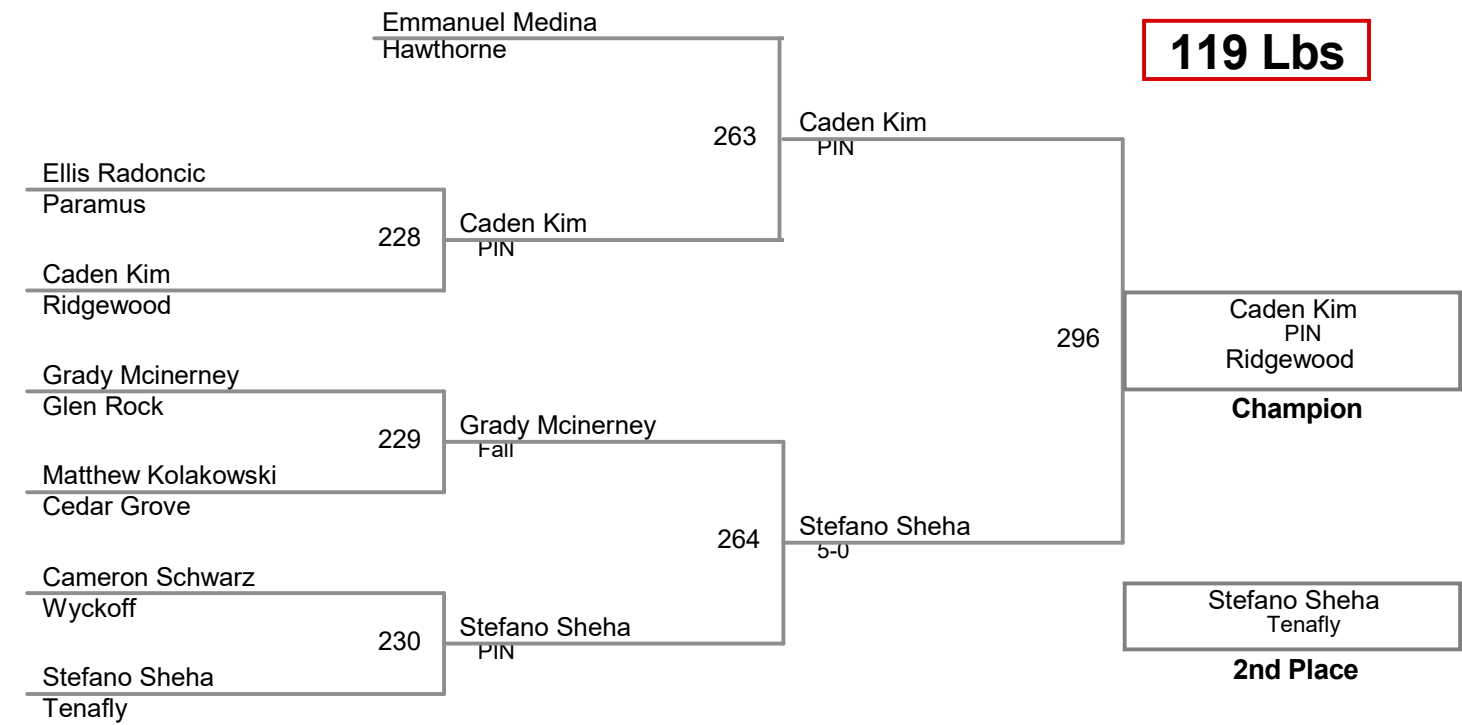 Emmanuel Medina
Hawthorne
119 Lbs
263
Caden Kim
PIN
Ellis Radoncic
Paramus
228
Caden Kim
PIN
Caden Kim
Ridgewood
296
Caden Kim
PIN
Ridgewood
Champion
Grady Mcinerney
Glen Rock
229
Grady Mcinerney
Fall
Matthew Kolakowski
Cedar Grove
264
Stefano Sheha
5-0
Cameron Schwarz
Wyckoff
230
Stefano Sheha
PIN
Stefano Sheha
Tenafly
Stefano Sheha
Tenafly
2nd Place